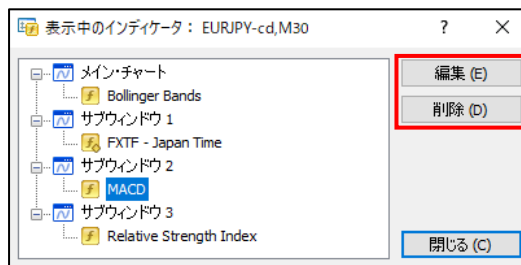 表示中のインディケータ： EURJPY-cd,M30
? ×
メイン・チャート
Bollinger Bands
サブウィンドウ 1
FXTF - Japan Time
サブウィンドウ 2
MACD
サブウィンドウ 3
Relative Strength Index
編集 (E)
削除 (D)
閉じる (C)